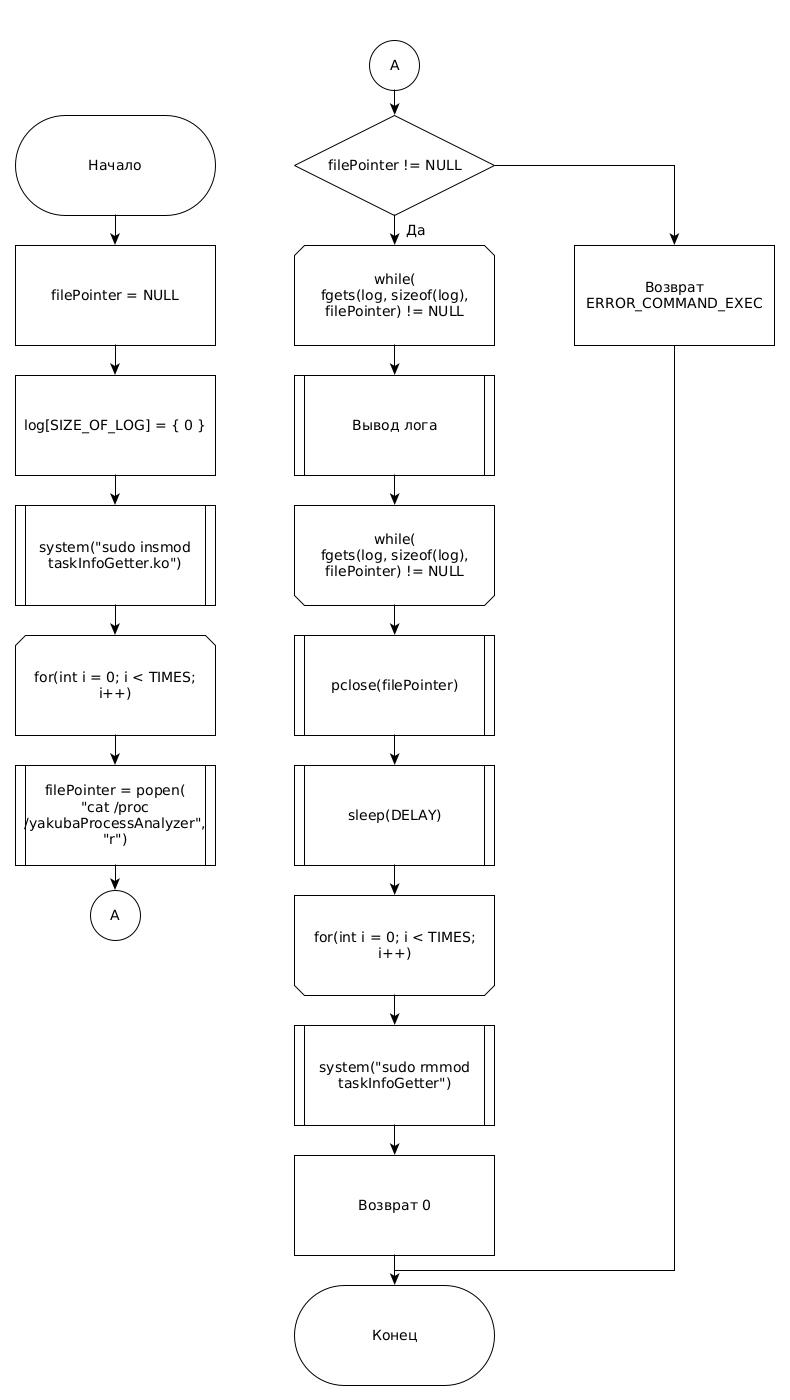 Начало
filePointer = NULL
log[SIZE_OF_LOG] = { 0 }
system("sudo insmod
taskInfoGetter.ko")
for(int i = 0; i < TIMES;
i++)
filePointer = popen(
"cat /proc
/yakubaProcessAnalyzer",
"r")
A
A
filePointer != NULL
Да
while(
fgets(log, sizeof(log),
filePointer) != NULL
Вывод лога
while(
fgets(log, sizeof(log),
filePointer) != NULL
pclose(filePointer)
sleep(DELAY)
for(int i = 0; i < TIMES;
i++)
system("sudo rmmod
taskInfoGetter")
Возврат 0
Конец
Возврат
ERROR_COMMAND_EXEC